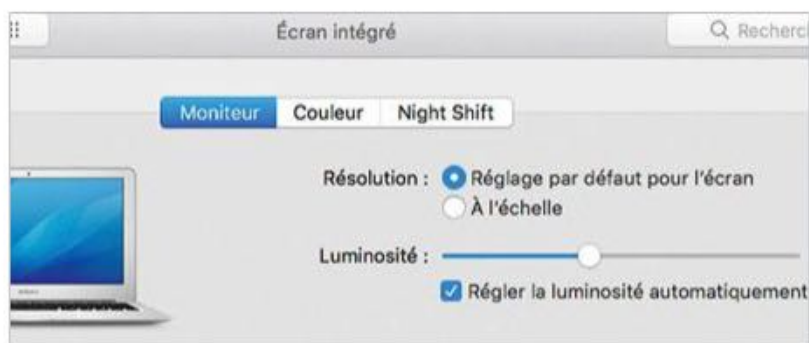 Écran intégré
Recherc
Moniteur Couleur Night Shift
Résolution : Réglage par défaut pour l'écran
À l'échelle
Luminosité :
Régler la luminosité automatiquement